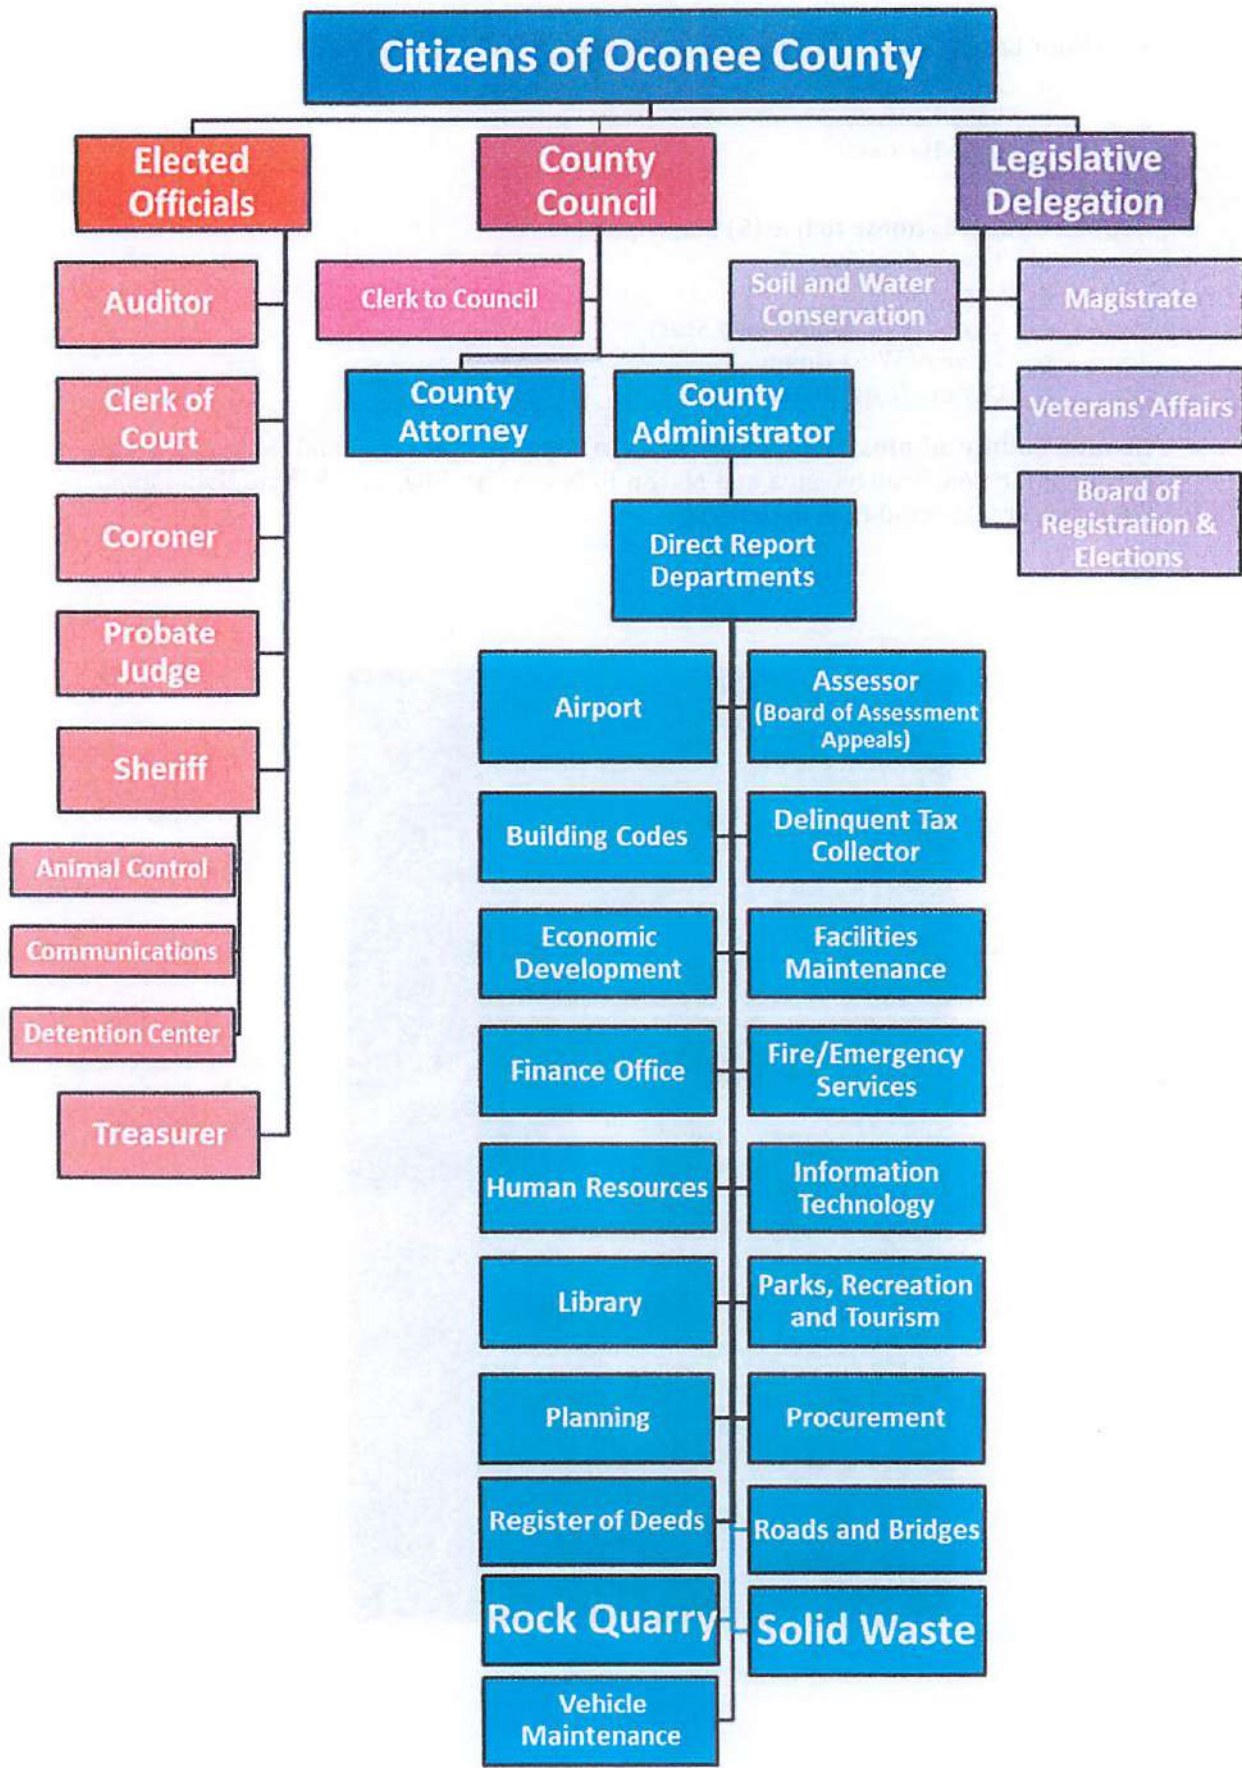 Citizens of Oconee County
Elected
Officials
County
Council
Legislative
Delegation
Auditor
Clerk of
Court
Coroner
Probate
Judge
Sheriff
Animal Control
Communications
Detention Center
Treasurer
Clerk to Council
County
Attorney
County
Administrator
Direct Report
Departments
Airport
Assessor
(Board of Assessment
Appeals)
Building Codes
Delinquent Tax
Collector
Economic
Development
Facilities
Maintenance
Finance Office
Fire/Emergency
Services
Human Resources
Information
Technology
Library
Parks, Recreation
and Tourism
Planning
Procurement
Register of Deeds
Roads and Bridges
Rock Quarry
Solid Waste
Vehicle
Maintenance
Soil and Water
Conservation
Magistrate
Veterans' Affairs
Board of
Registration &
Elections